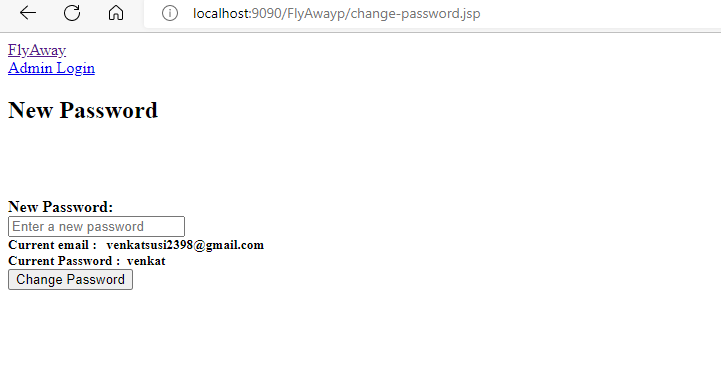 localhost:9090/FlyAwayp/change-password.jsp
FlyAway
Admin Login
New Password
New Password:
Enter a new password
Current email : venkatsusi2398@gmail.com
Current Password : venkat
Change Password